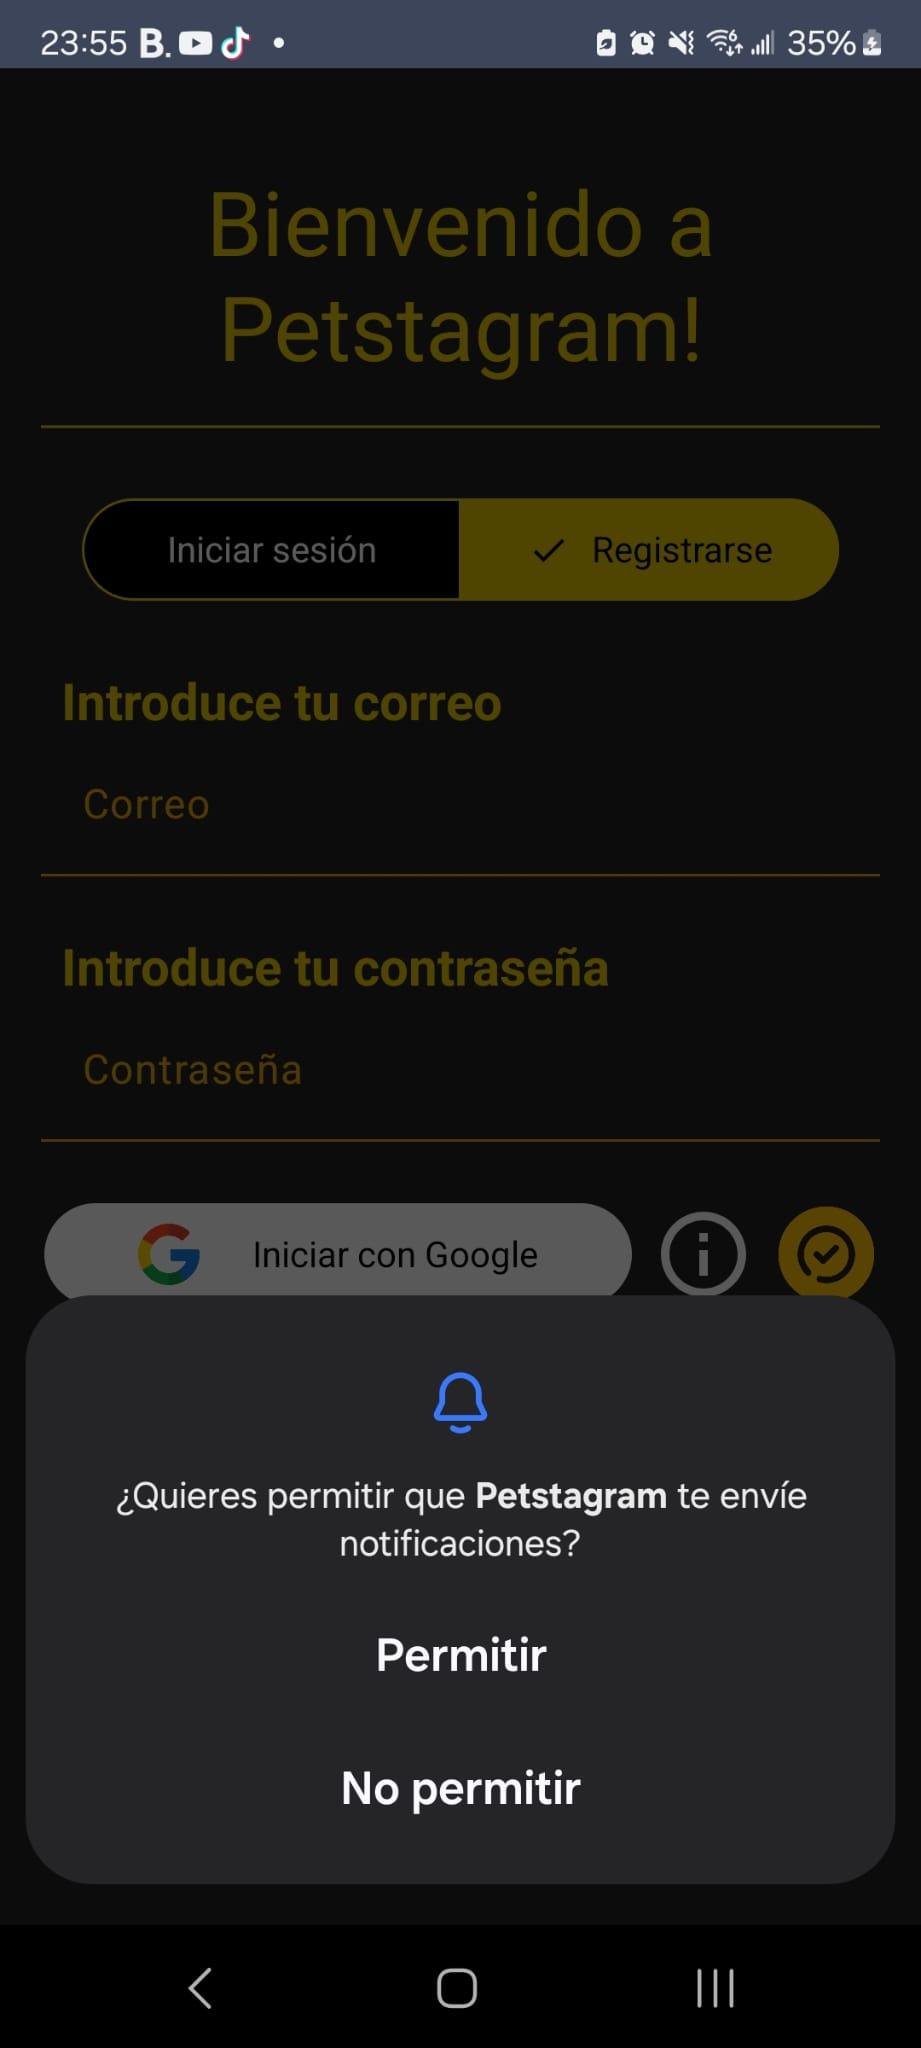 23:55 B. 35%
Bienvenido a
Petstagram!
Iniciar sesión Registrarse
Introduce tu correo
Correo
Introduce tu contraseña
Contraseña
Iniciar con Google
¿Quieres permitir que Petstagram te envíe
notificaciones?
Permitir
No permitir